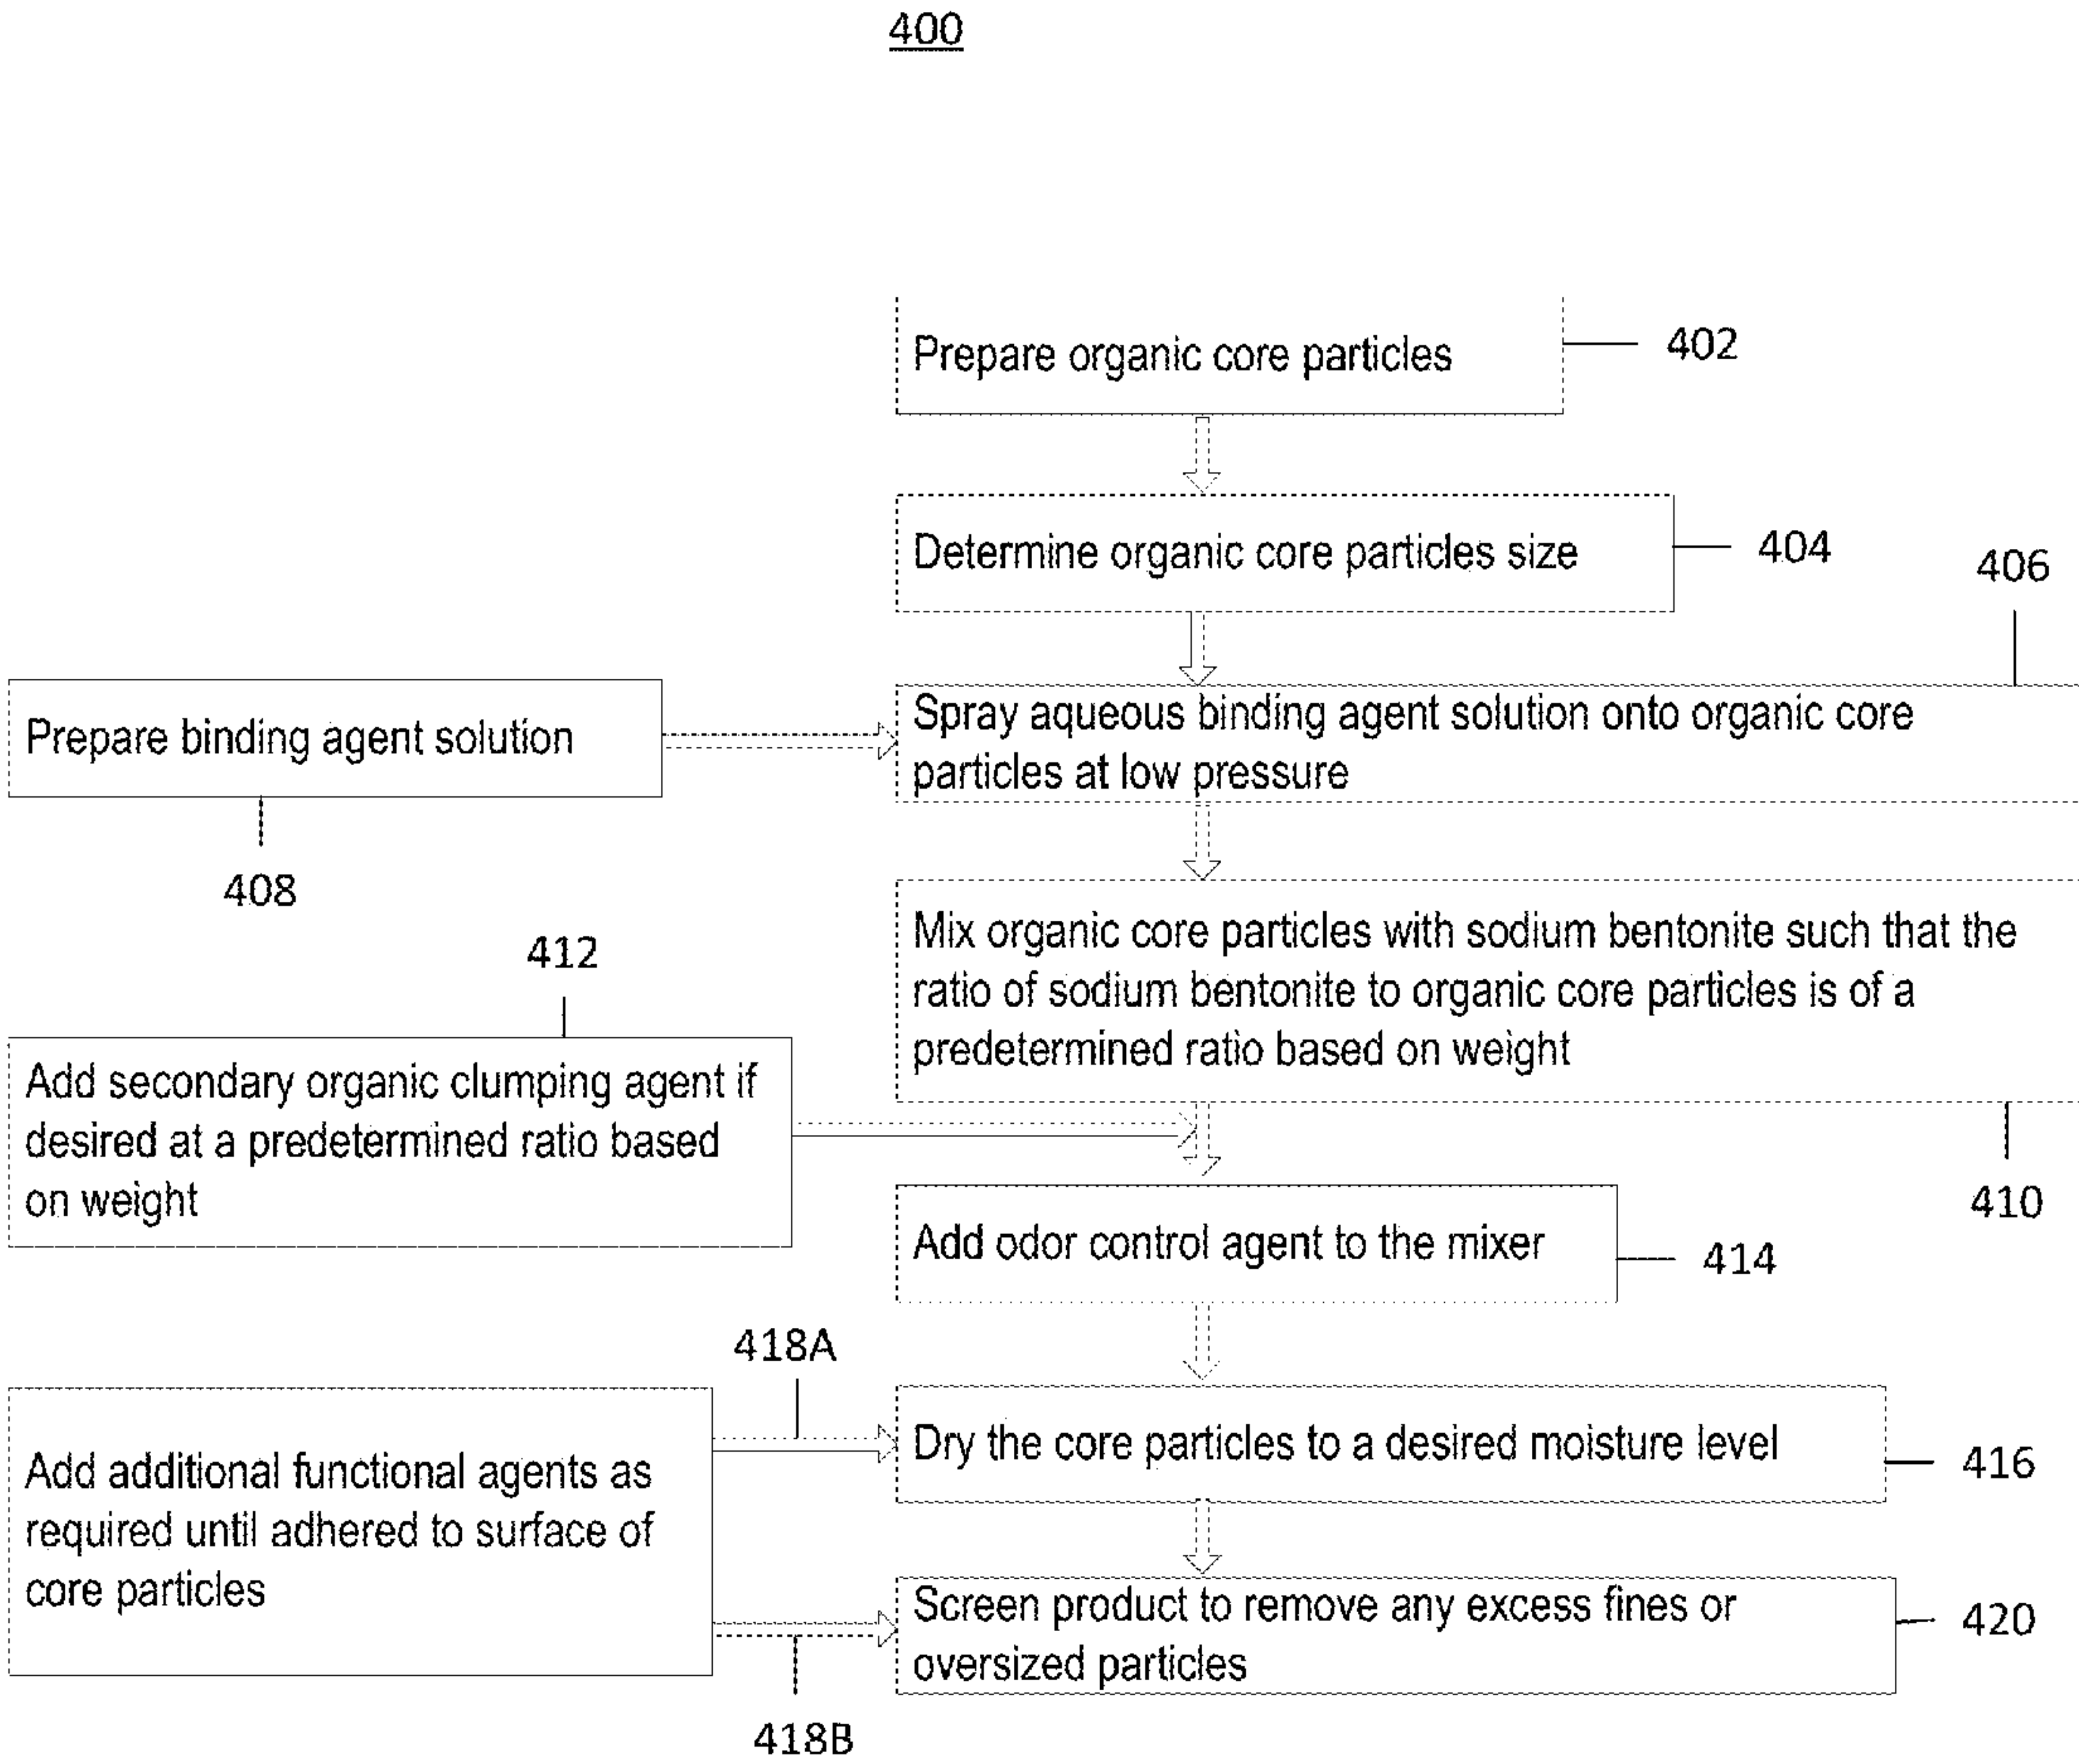 400
Prepare organic core particles
402
Determine organic core particles size
404
406
Prepare binding agent solution
408
Spray aqueous binding agent solution onto organic core
particles at low pressure
Mix organic core particles with sodium bentonite such that the
ratio of sodium bentonite to organic core particles is of a
predetermined ratio based on weight
410
412
Add secondary organic clumping agent if
desired at a predetermined ratio based
on weight
Add odor control agent to the mixer
414
418A
Add additional functional agents as
required until adhered to surface of
core particles
418B
Dry the core particles to a desired moisture level
416
Screen product to remove any excess fines or
oversized particles
420